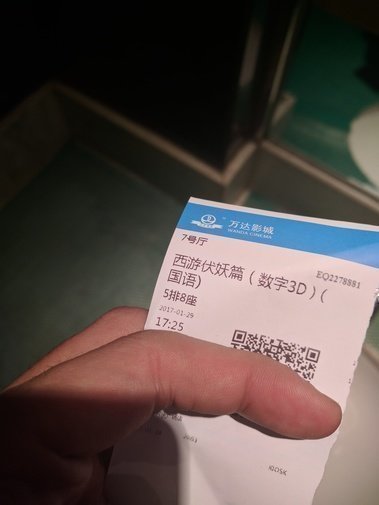 万达影城
WANDA CINEMA
7号厅
EQ2278881
西游伏妖篇（数字3D）(
国语)
5排8座
2017-01-29
17:25
KIOSK